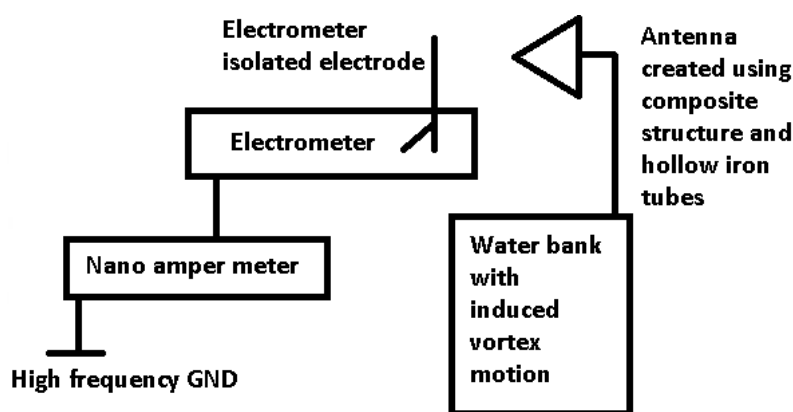 Electrometer
isolated electrode
Antenna
created using
composite
structure and
hollow iron
tubes
Electrometer
Nano amper meter
Water bank
with
induced
vortex
motion
High frequency GND